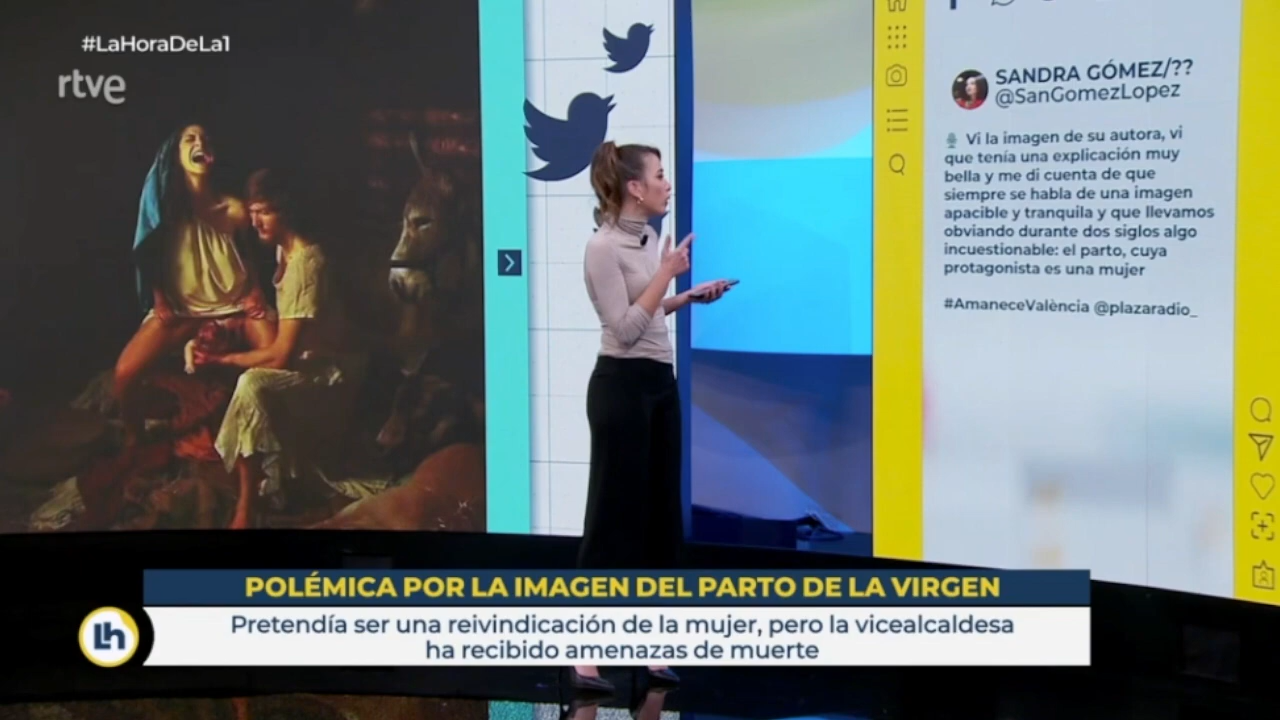 #LaHoraDeLa1
rtve
SANDRA GÓMEZ/??
@SanGomezLopez
Vi la imagen de su autora, vi
que tenía una explicación muy
bella y me di cuenta de que
siempre se habla de una imagen
apacible y tranquila y que llevamos
obviando durante dos siglos algo
incuestionable: el parto, cuya
protagonista es una mujer
#AmaneceValència @plazaradio_
POLÉMICA POR LA IMAGEN DEL PARTO DE LA VIRGEN
Lh
Pretendía ser una reivindicación de la mujer, pero la vicealcaldesa
ha recibido amenazas de muerte